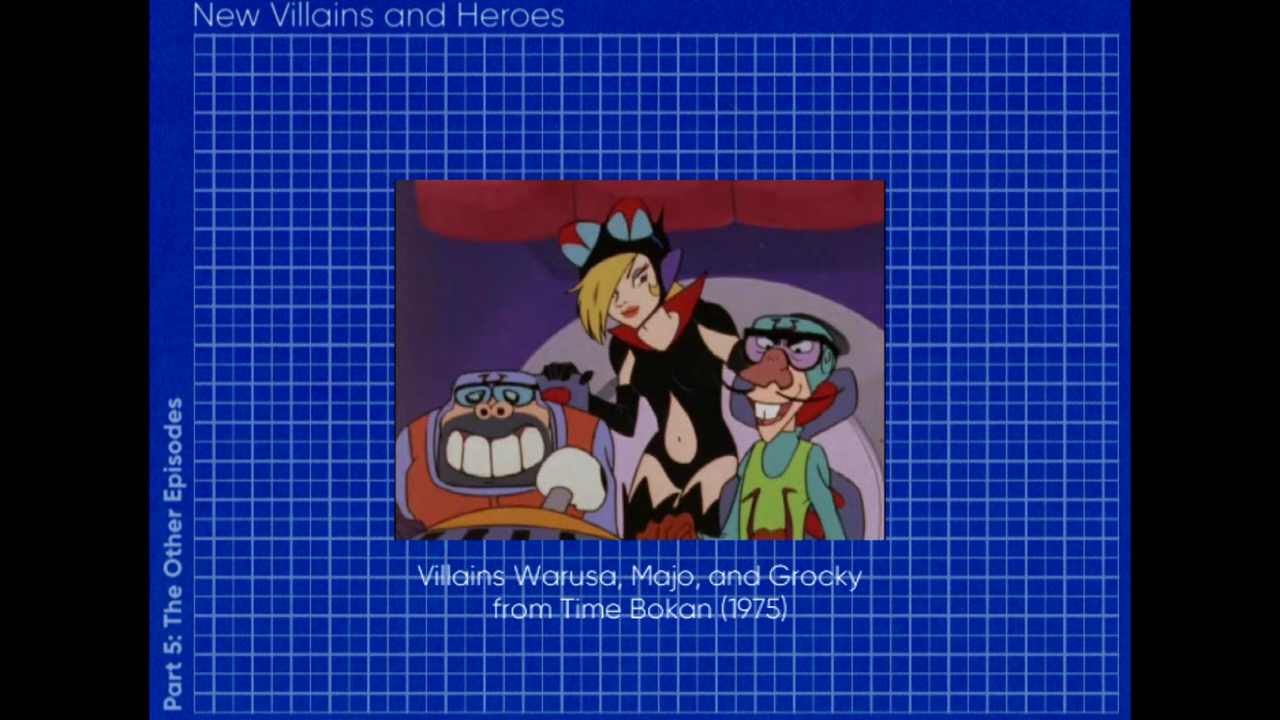 New Villains and Heroes
Part 5: The Other Episodes
Villains Warusa, Majo, and Grocky
from Time Bokan (1975)